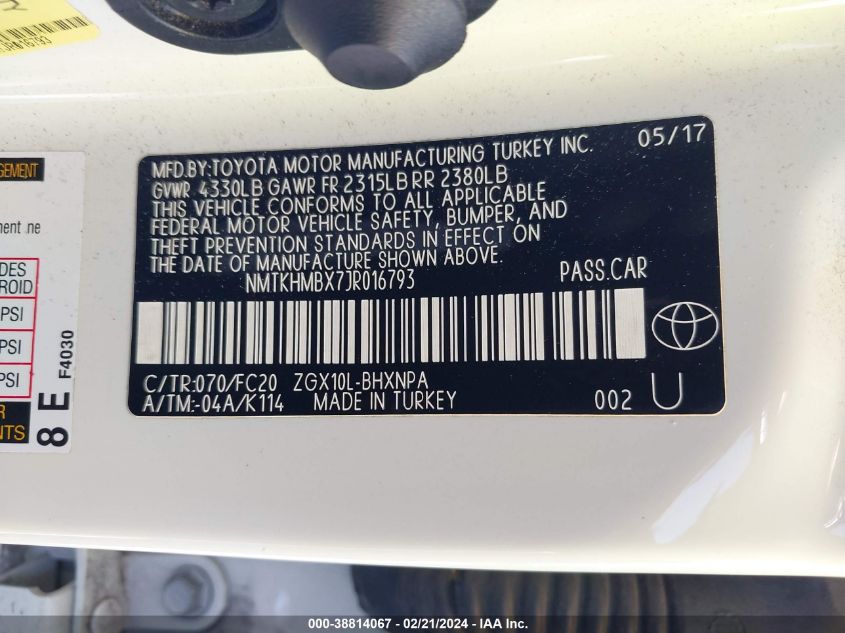 JR016793
MFD.BY:TOYOTA MOTOR MANUFACTURING TURKEY INC. 05/17
GVWR 4330LB GAWR FR 2315LB RR 2380LB
THIS VEHICLE CONFORMS TO ALL APPLICABLE
FEDERAL MOTOR VEHICLE SAFETY, BUMPER, AND
THEFT PREVENTION STANDARDS IN EFFECT ON
THE DATE OF MANUFACTURE SHOWN ABOVE.
NMTKHMBX7JR016793 PASS.CAR
C/TR:070/FC20 ZGX10L-BHXNPA
A/TM:-04A/K114 MADE IN TURKEY 002 U
PSI
PSI
PSI
F4030
8 E
000-38814067 - 02/21/2024 - IAA Inc.